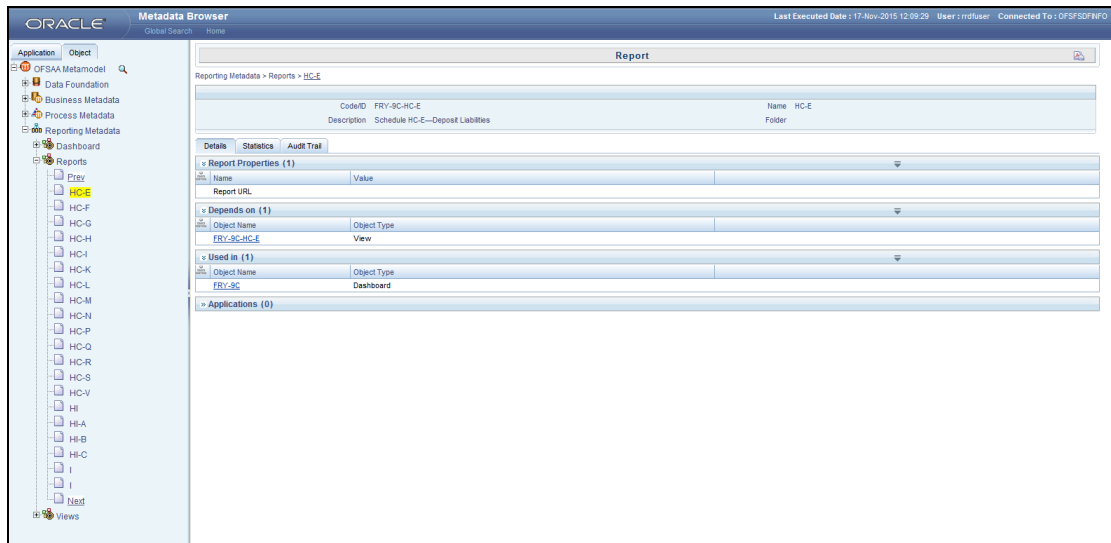 ORACLE
Metadata Browser
Last Executed Date : 17-Nov-2015 12:09:29 User : rrdfuser Connected To : OFSFSDFINFO
Global Search Home
Application Object
OFSAA Metamodel
Data Foundation
Business Metadata
Process Metadata
Reporting Metadata
Dashboard
Reports
Prev
HC-E
HC-F
HC-G
HC-H
HC-I
HC-K
HC-L
HC-M
HC-N
HC-P
HC-Q
HC-R
HC-S
HC-V
HI
HI-A
HI-B
HI-C
I
I
Next
Views
Report
Reporting Metadata > Reports > HC-E
Code/ID FRY-9C-HC-E Name HC-E
Description Schedule HC-E—Deposit Liabilities Folder
Details Statistics Audit Trail
Report Properties (1)
Name Value
Report URL
Depends on (1)
Object Name Object Type
FRY-9C-HC-E View
Used in (1)
Object Name Object Type
FRY-9C Dashboard
Applications (0)